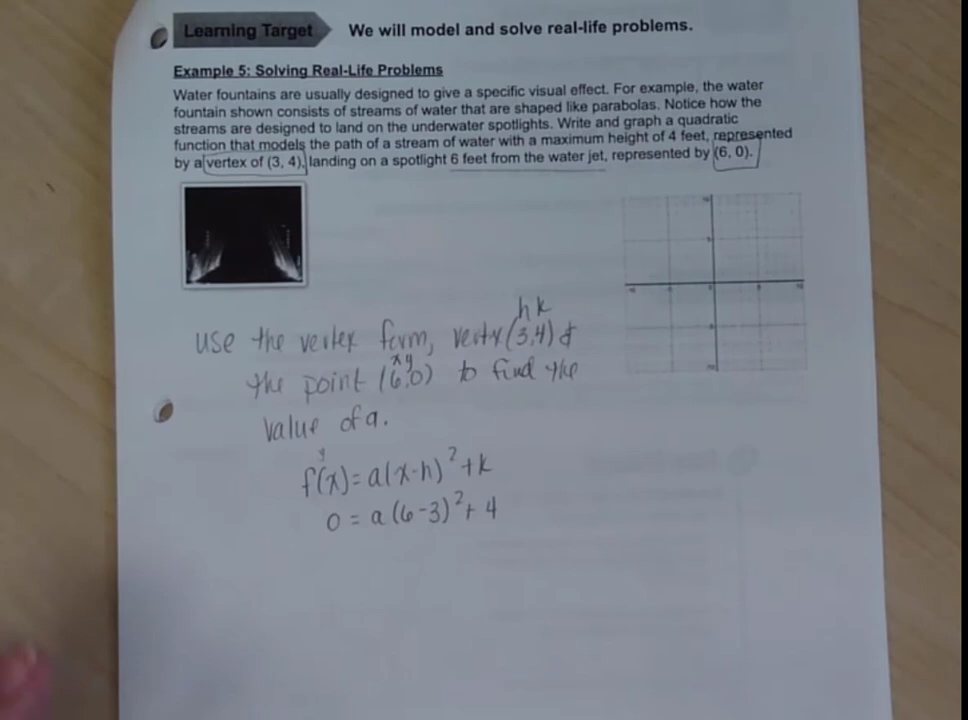 Learning Target We will model and solve real-life problems.
Example 5: Solving Real-Life Problems
Water fountains are usually designed to give a specific visual effect. For example, the water
fountain shown consists of streams of water that are shaped like parabolas. Notice how the
streams are designed to land on the underwater spotlights. Write and graph a quadratic
function that models the path of a stream of water with a maximum height of 4 feet, represented
by a vertex of (3, 4), landing on a spotlight 6 feet from the water jet, represented by (6, 0).
h k
use the vertex form, vertx (3,4) &
x y
the point (6,0) to find the
value of a.
y
f(x) = a(x-h)² + k
0 = a(6-3)² + 4